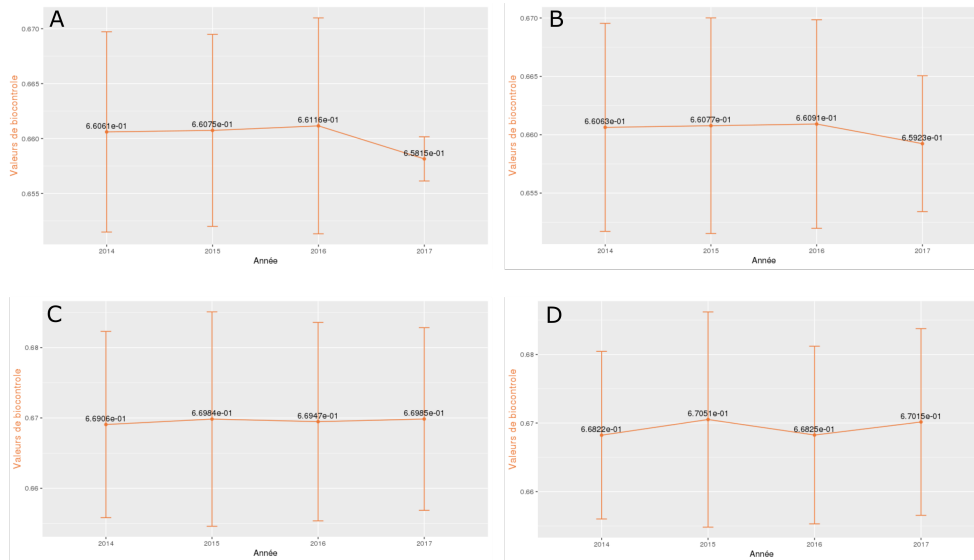 A
Valeurs de biocontrole
0.670
0.665
0.660
0.655
6.6061e-01
6.6075e-01
6.6116e-01
6.5815e-01
2014
2015
2016
2017
Année
B
Valeurs de biocontrole
0.670
0.665
0.660
0.655
6.6063e-01
6.6077e-01
6.6091e-01
6.5923e-01
2014
2015
2016
2017
Année
C
Valeurs de biocontrole
0.68
0.67
0.66
6.6906e-01
6.6984e-01
6.6947e-01
6.6985e-01
2014
2015
2016
2017
Année
D
Valeurs de biocontrole
0.68
0.67
0.66
6.6822e-01
6.7051e-01
6.6825e-01
6.7015e-01
2014
2015
2016
2017
Année